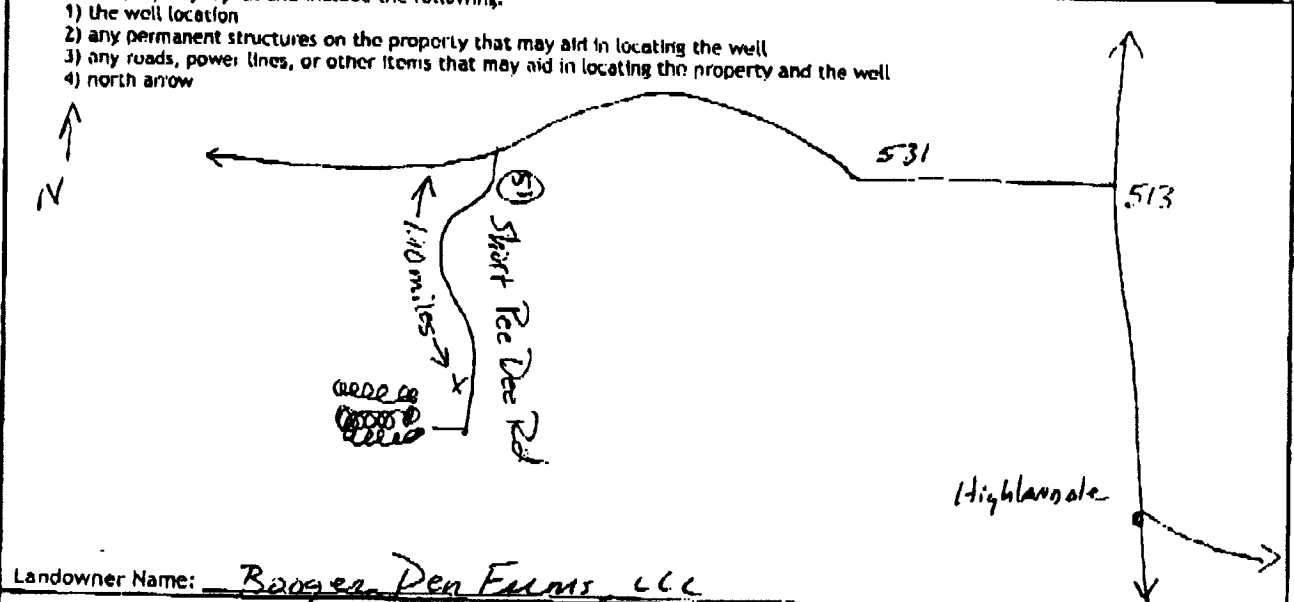 1) the well location
2) any permanent structures on the property that may aid in locating the well
3) any roads, power lines, or other items that may aid in locating the property and the well
4) north arrow
N
531
513
51
Short Pee Dee Rd
miles
Highlandale
Landowner Name: Booger Den Farms, LLC